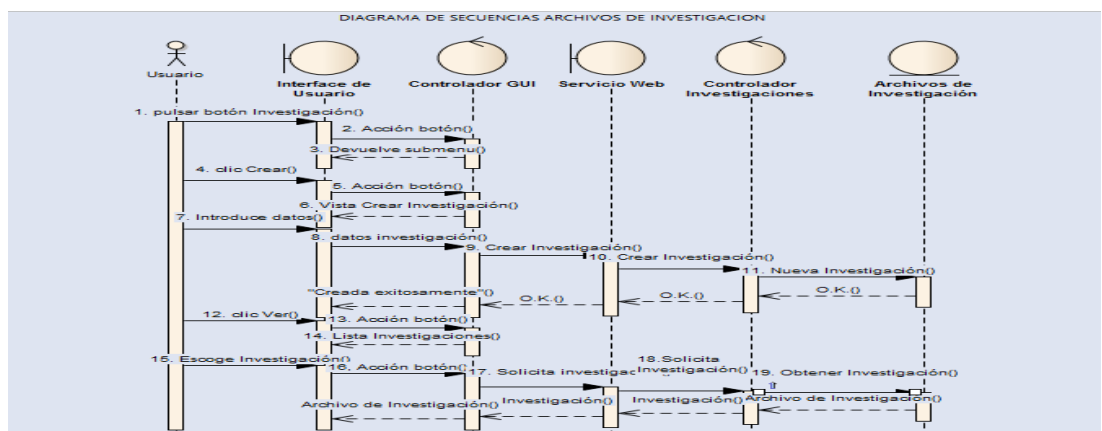 DIAGRAMA DE SECUENCIAS ARCHIVOS DE INVESTIGACION
Usuario
Interface de
Usuario
Controlador GUI
Servicio Web
Controlador
Investigaciones
Archivos de
Investigación
1. pulsar botón Investigación()
2. Acción botón()
3. Devuelve submenu()
4. clic Crear()
5. Acción botón()
6. Vista Crear Investigación()
7. Introduce datos()
8. datos investigación()
9. Crear Investigación()
10. Crear Investigación()
11. Nueva Investigación()
"Creada exitosamente"()
O.K.()
O.K.()
O.K.()
12. clic Ver()
13. Acción botón()
14. Lista Investigaciones()
15. Escoge Investigación()
16. Acción botón()
17. Solicita
18.Solicita
Investigación()
19. Obtener Investigación()
Archivo de Investigación()
Investigación()
Investigación()
Archivo de Investigación()